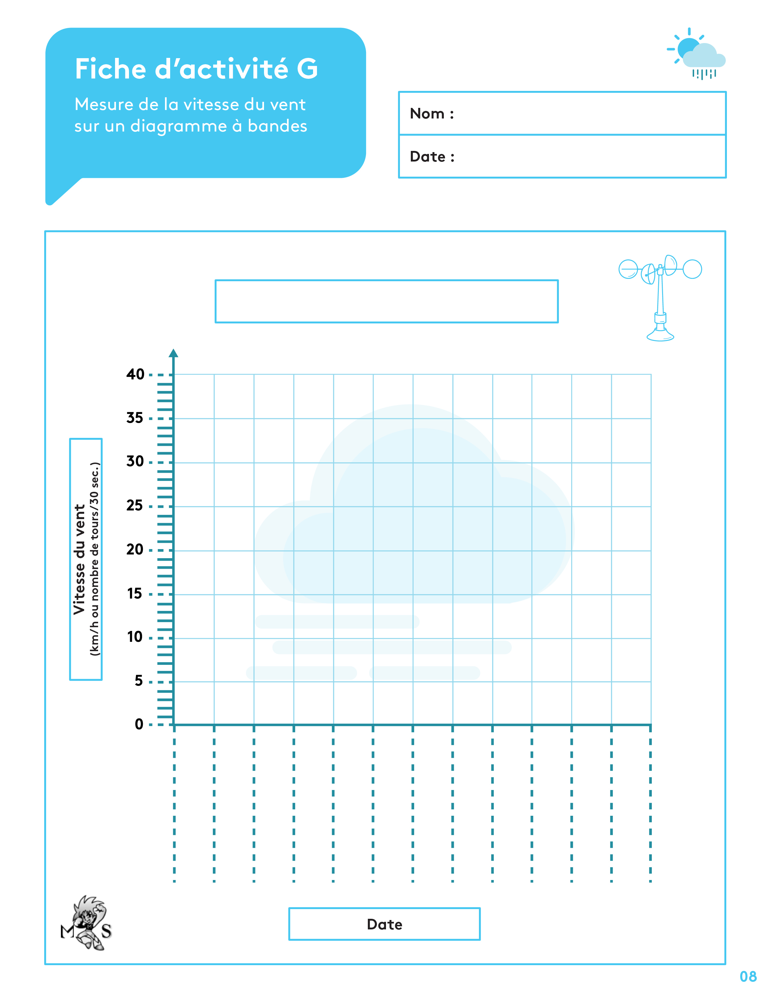 Fiche d’activité G
Mesure de la vitesse du vent
sur un diagramme à bandes
Nom :
Date :
40
35
30
25
20
15
10
5
0
Vitesse du vent
(km/h ou nombre de tours/30 sec.)
Date
M S
08